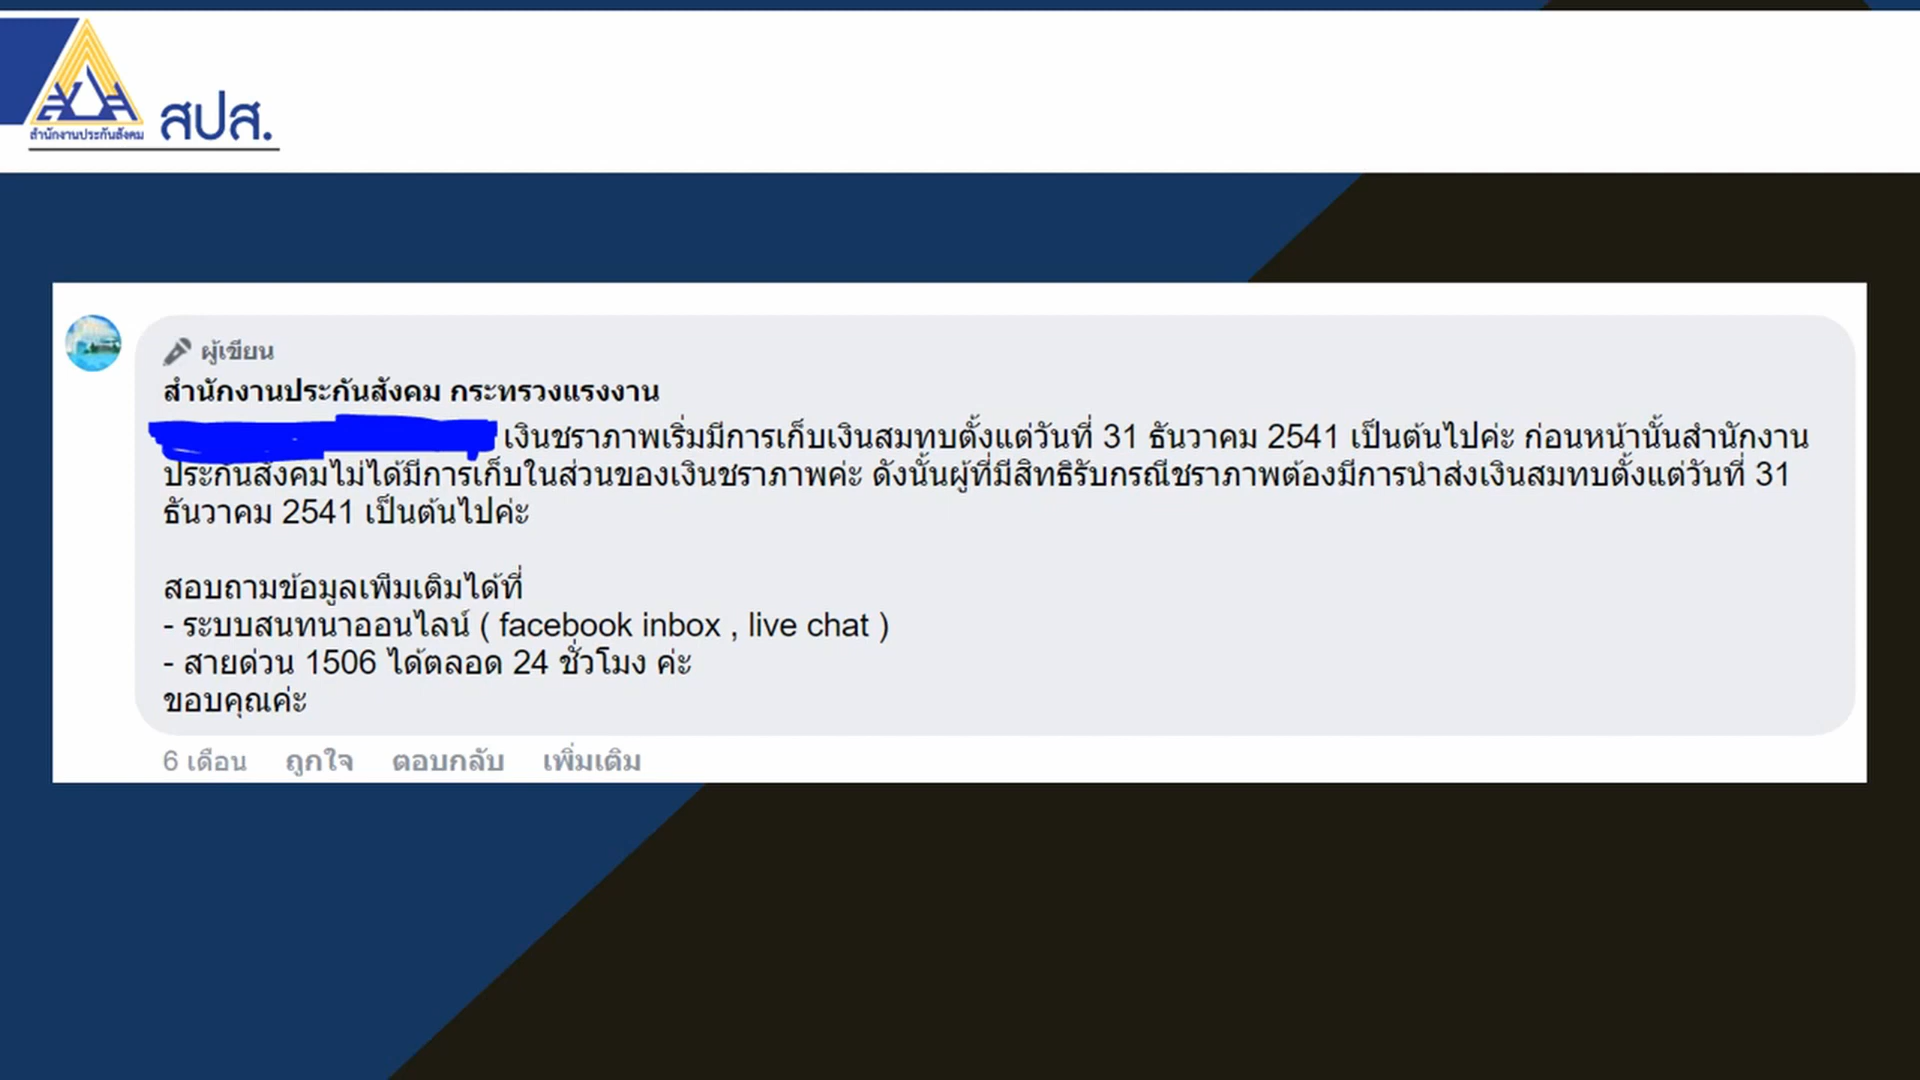 สำนักงานประกันสังคม
สปส.
ผู้เขียน
สำนักงานประกันสังคม กระทรวงแรงงาน
เงินชราภาพเริ่มมีการเก็บเงินสมทบตั้งแต่วันที่ 31 ธันวาคม 2541 เป็นต้นไปค่ะ ก่อนหน้านั้นสำนักงาน
ประกันสังคมไม่ได้มีการเก็บในส่วนของเงินชราภาพค่ะ ดังนั้นผู้ที่มีสิทธิรับกรณีชราภาพต้องมีการนำส่งเงินสมทบตั้งแต่วันที่ 31
ธันวาคม 2541 เป็นต้นไปค่ะ
สอบถามข้อมูลเพิ่มเติมได้ที่
- ระบบสนทนาออนไลน์ ( facebook inbox , live chat )
- สายด่วน 1506 ได้ตลอด 24 ชั่วโมง ค่ะ
ขอบคุณค่ะ
6 เดือน ถูกใจ ตอบกลับ เพิ่มเติม